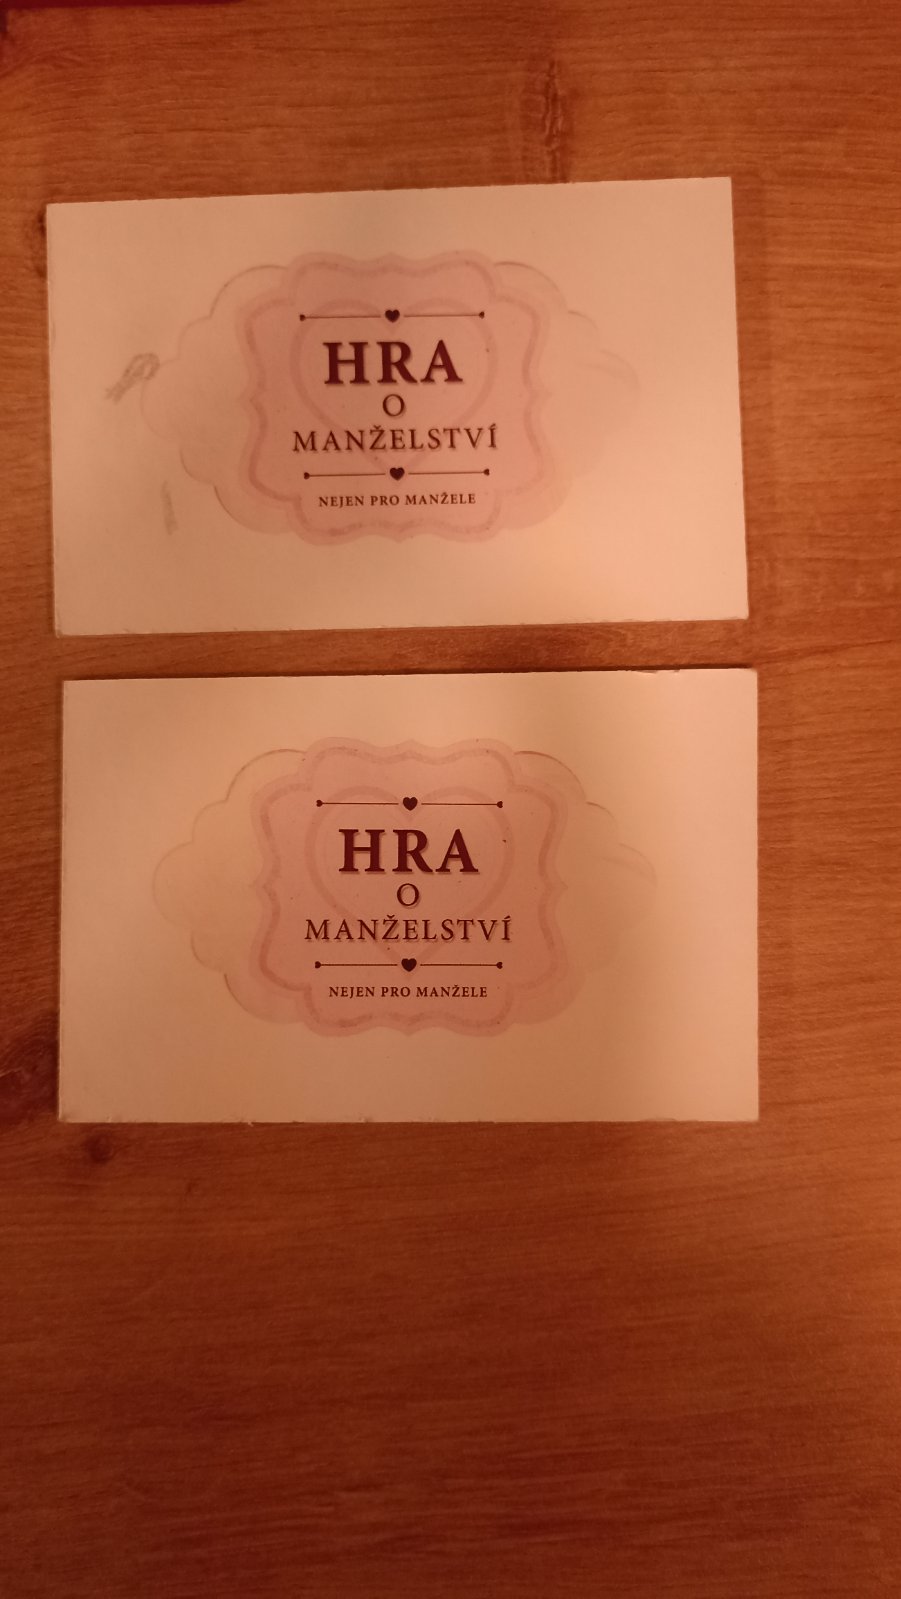 HRA
O
MANŽELSTVÍ
NEJEN PRO MANŽELE
HRA
O
MANŽELSTVÍ
NEJEN PRO MANŽELE